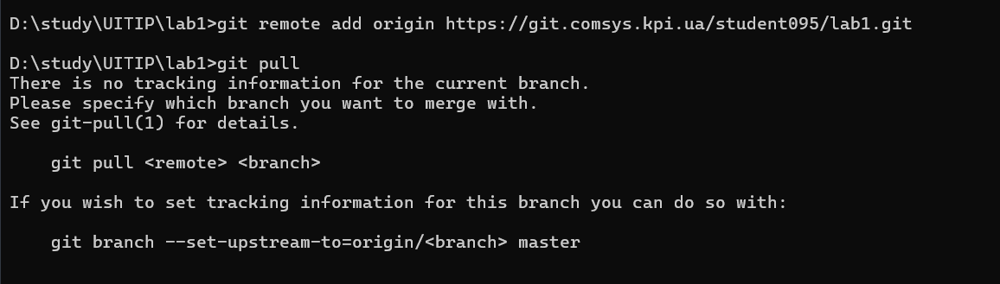 D:\study\UITIP\lab1>git remote add origin https://git.comsys.kpi.ua/student095/lab1.git
D:\study\UITIP\lab1>git pull
There is no tracking information for the current branch.
Please specify which branch you want to merge with.
See git-pull(1) for details.
git pull <remote> <branch>
If you wish to set tracking information for this branch you can do so with:
git branch --set-upstream-to=origin/<branch> master